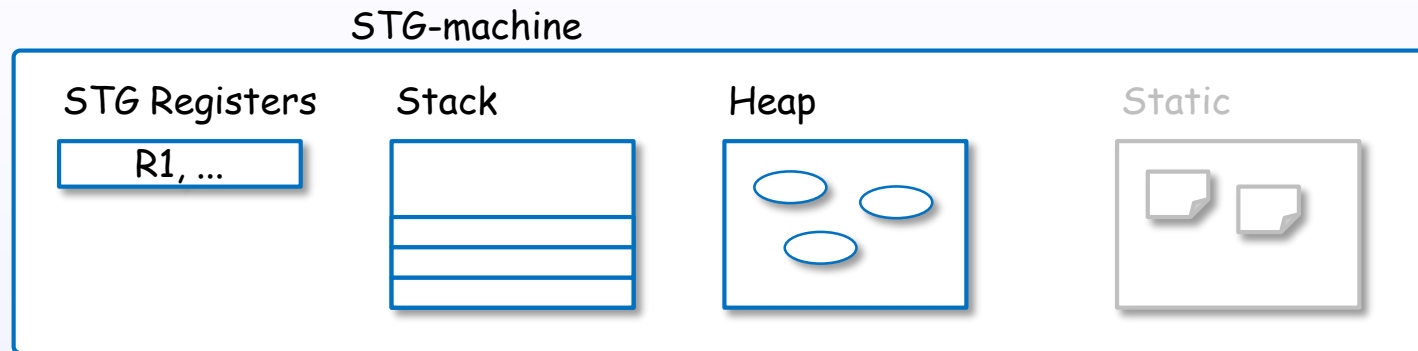 STG-machine
STG Registers
Stack
Heap
Static
R1, ...